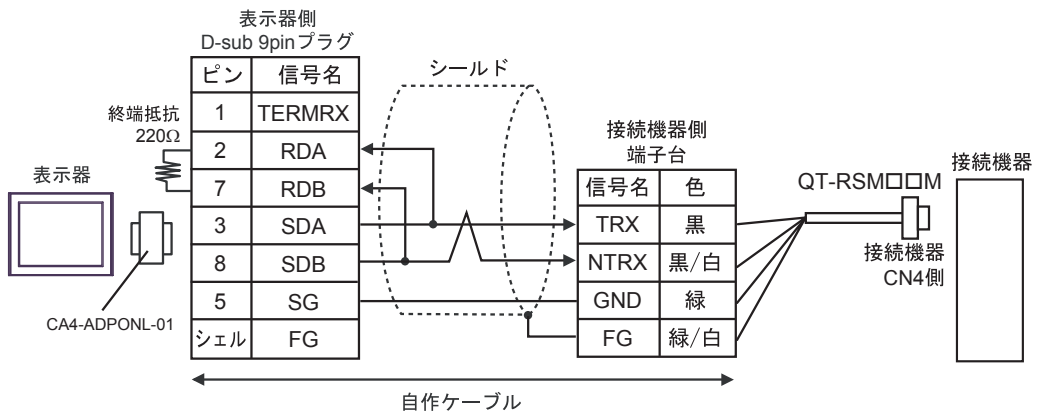 表示器側
D-sub 9pinプラグ
ピン 信号名
1 TERMRX
2 RDA
7 RDB
3 SDA
8 SDB
5 SG
シェル FG
終端抵抗
220Ω
表示器
CA4-ADPONL-01
シールド
接続機器側
端子台
信号名 色
TRX 黒
NTRX 黒/白
GND 緑
FG 緑/白
QT-RSM□□M
接続機器
CN4側
接続機器
自作ケーブル